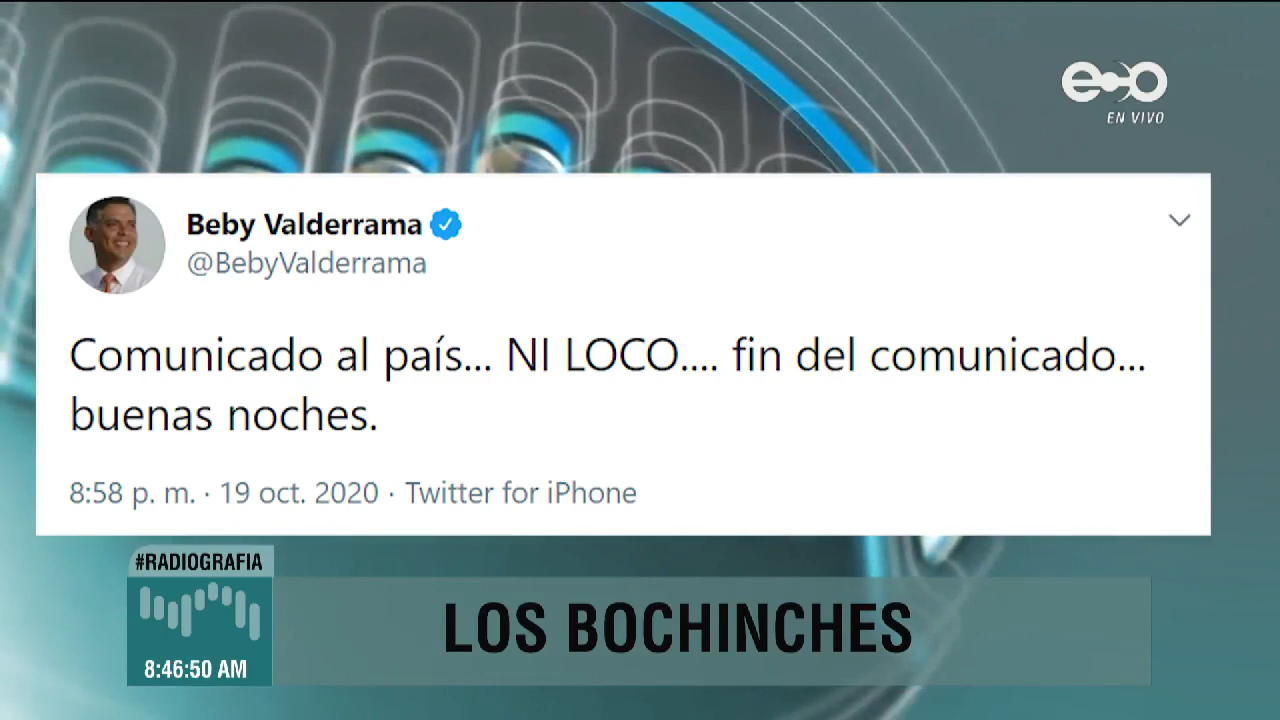 eco
EN VIVO
Beby Valderrama
@BebyValderrama
Comunicado al país... NI LOCO.... fin del comunicado...
buenas noches.
8:58 p. m. · 19 oct. 2020 · Twitter for iPhone
#RADIOGRAFIA
LOS BOCHINCHES
8:46:50 AM